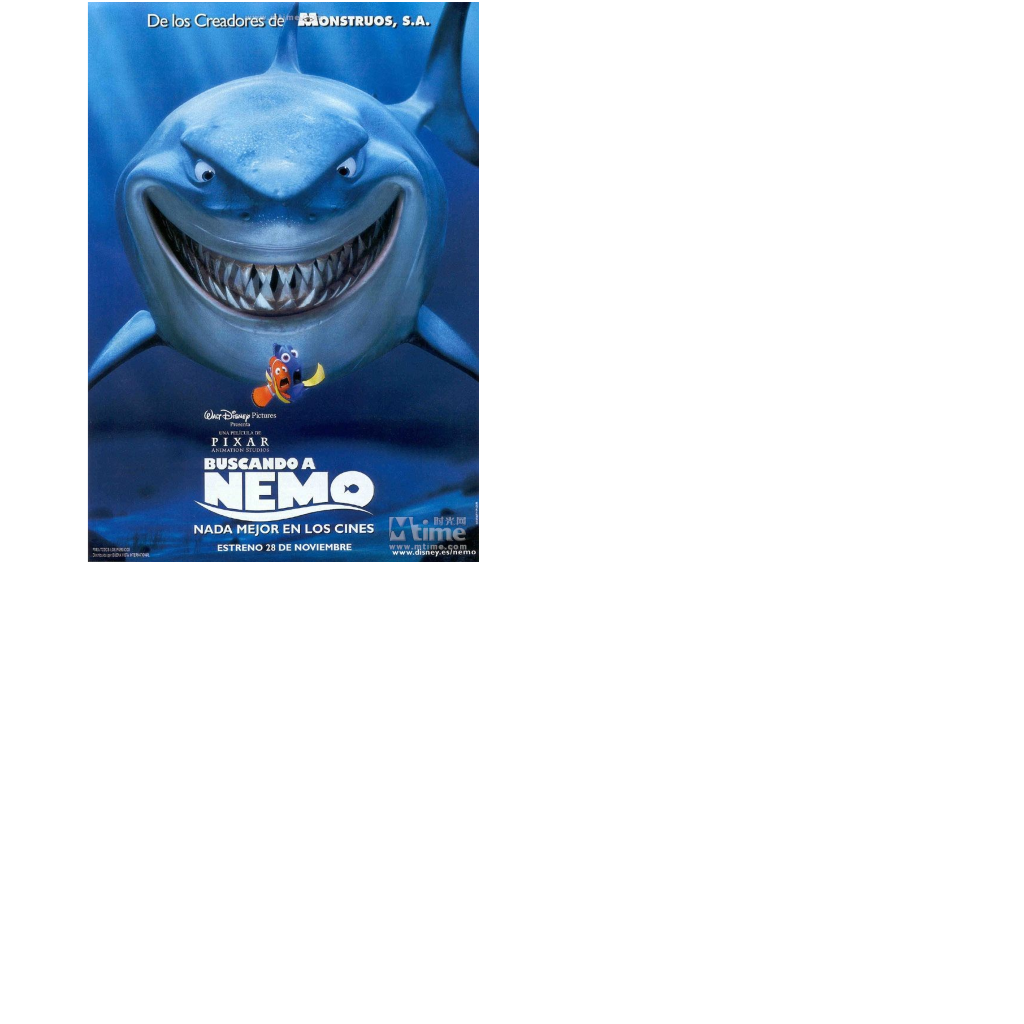 De los Creadores de MONSTRUOS, S.A.
WALT DISNEY Pictures
Presenta
UNA PELÍCULA DE
PIXAR
ANIMATION STUDIOS
BUSCANDO A
NEMO
NADA MEJOR EN LOS CINES
ESTRENO 28 DE NOVIEMBRE
时光网
Mtime
www.mtime.com
www.disney.es/nemo